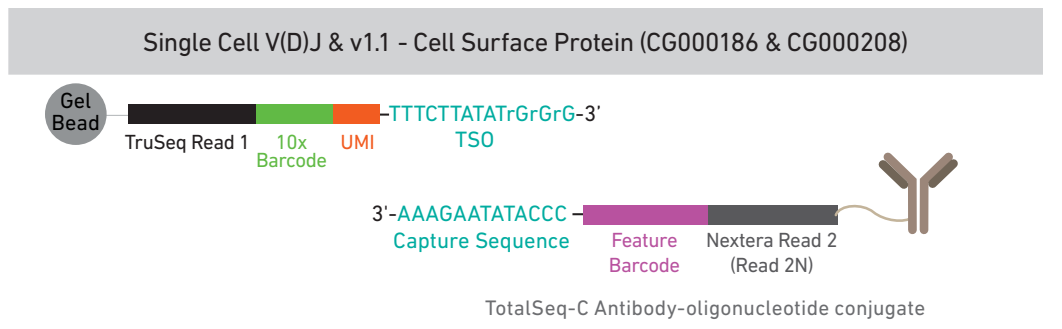 Single Cell V(D)J & v1.1 - Cell Surface Protein (CG000186 & CG000208)
Gel
Bead
-TTTCTTATATrGrGrG-3’
TruSeq Read 1
10x
Barcode
UMI
TSO
3'-AAAGAATATACCC
Capture Sequence
Feature
Barcode
Nextera Read 2
(Read 2N)
TotalSeq-C Antibody-oligonucleotide conjugate